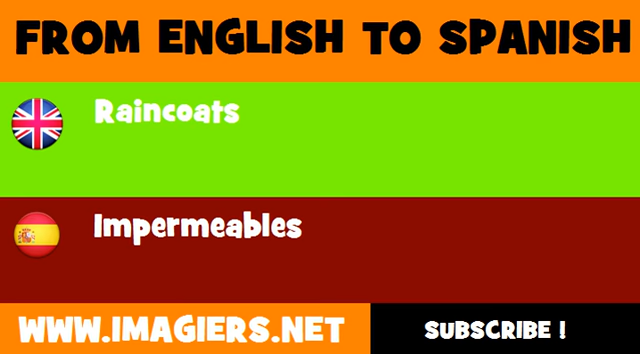 FROM ENGLISH TO SPANISH
Raincoats
Impermeables
WWW.IMAGIERS.NET
SUBSCRIBE !